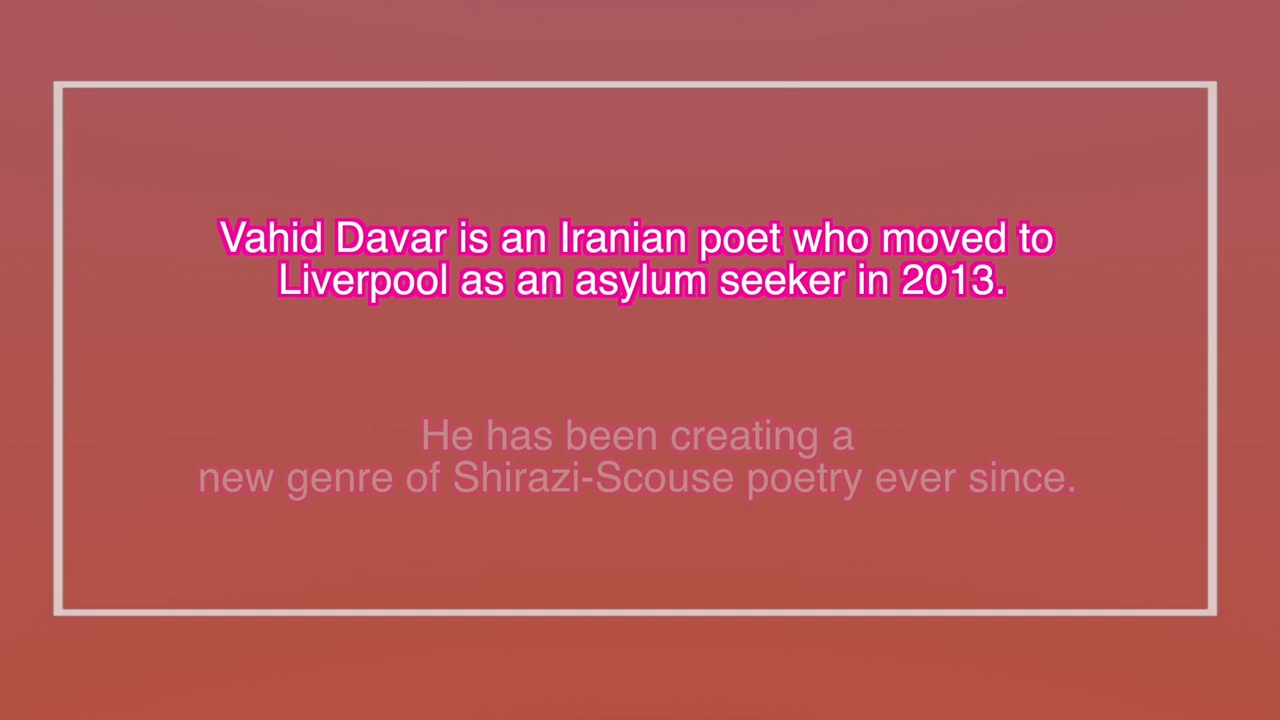 Vahid Davar is an Iranian poet who moved to
Liverpool as an asylum seeker in 2013.
He has been creating a
new genre of Shirazi-Scouse poetry ever since.